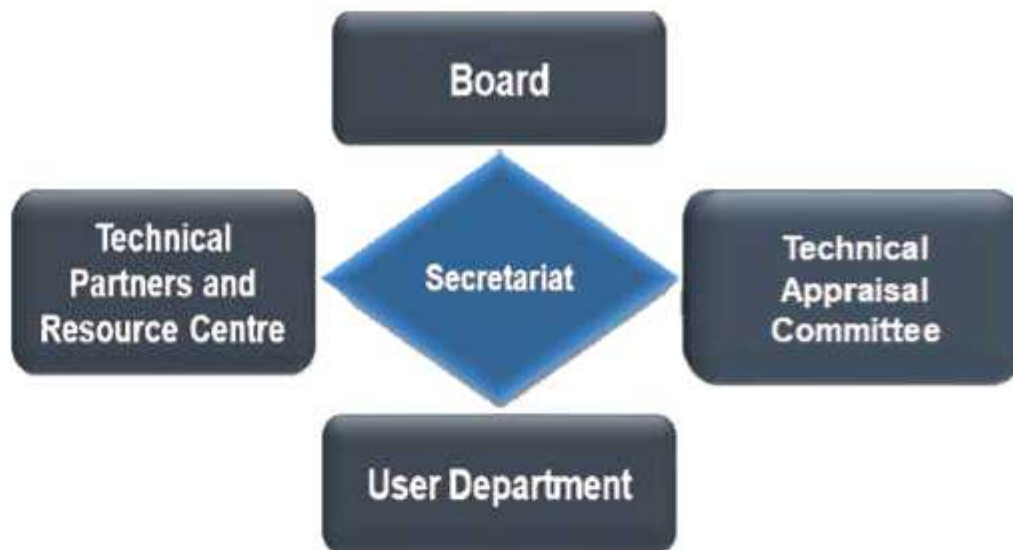 Board
Technical
Partners and
Resource Centre
Secretariat
Technical
Appraisal
Committee
User Department